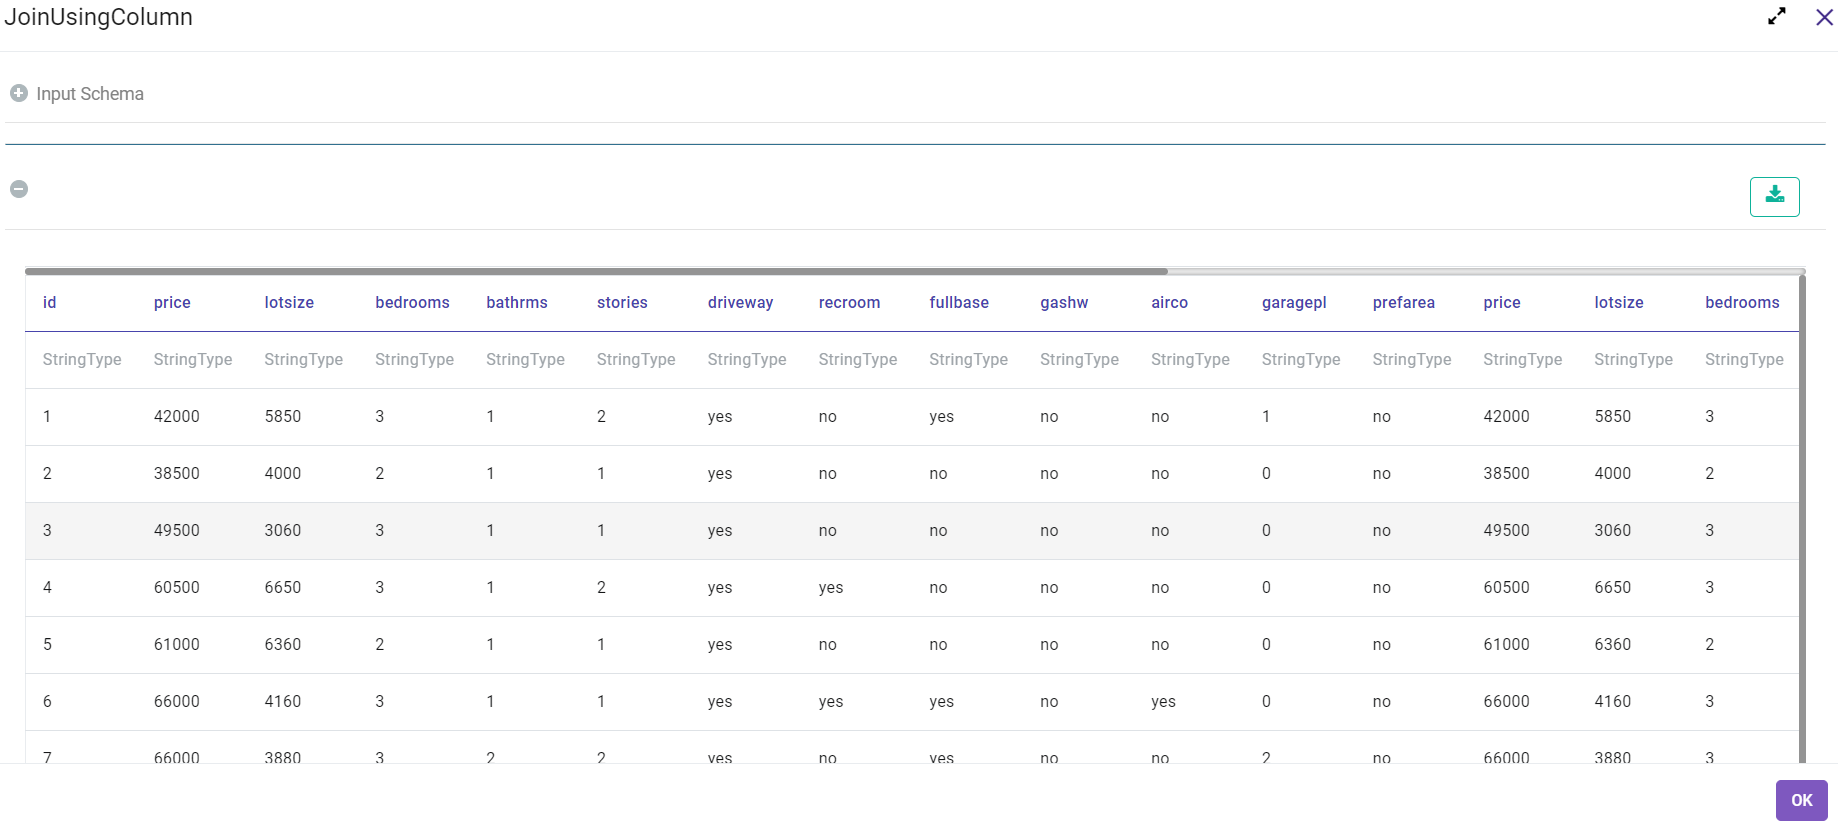 JoinUsingColumn
Input Schema
id price lotsize bedrooms bathrms stories driveway recroom fullbase gashw airco garagepl prefarea price lotsize bedrooms
StringType StringType StringType StringType StringType StringType StringType StringType StringType StringType StringType StringType StringType StringType StringType StringType
1 42000 5850 3 1 2 yes no yes no no 1 no 42000 5850 3
2 38500 4000 2 1 1 yes no no no no 0 no 38500 4000 2
3 49500 3060 3 1 1 yes no no no no 0 no 49500 3060 3
4 60500 6650 3 1 2 yes yes no no no 0 no 60500 6650 3
5 61000 6360 2 1 1 yes no no no no 0 no 61000 6360 2
6 66000 4160 3 1 1 yes yes yes no yes 0 no 66000 4160 3
7 66000 3880 3 2 2 yes no yes no no 2 no 66000 3880 3
OK